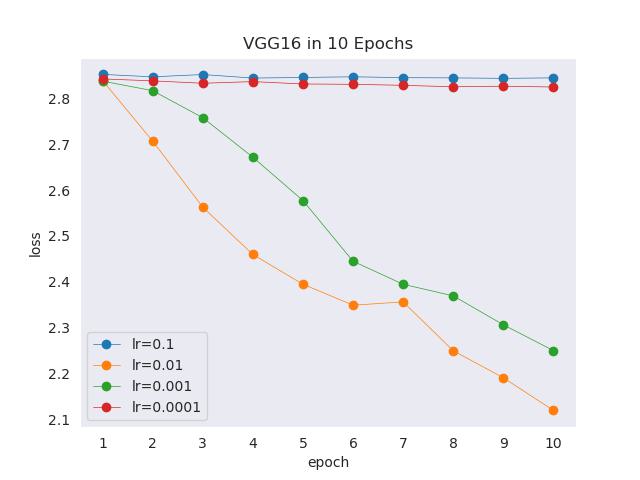 VGG16 in 10 Epochs
2.8
2.7
2.6
2.5
2.4
2.3
2.2
2.1
loss
lr=0.1
lr=0.01
lr=0.001
lr=0.0001
1 2 3 4 5 6 7 8 9 10
epoch